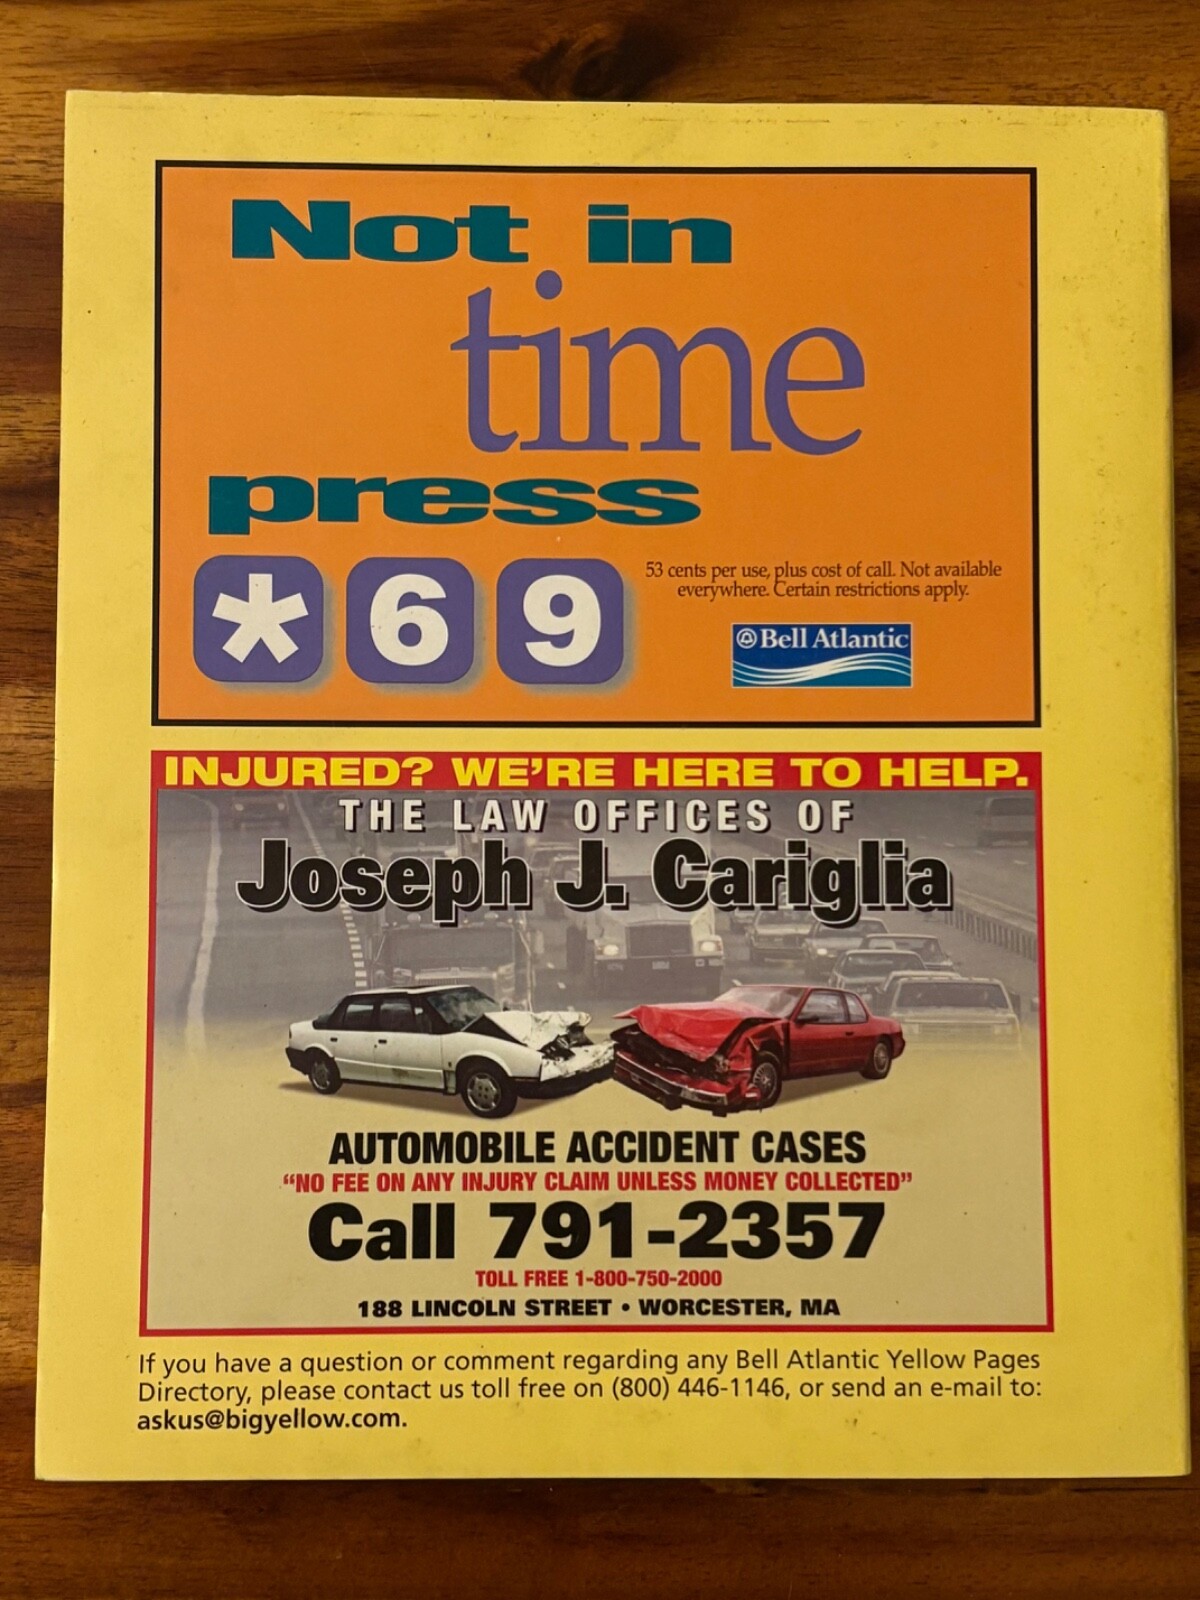 Not in
time
press
*69
53 cents per use, plus cost of call. Not available
everywhere. Certain restrictions apply.
Bell Atlantic
INJURED? WE'RE HERE TO HELP.
THE LAW OFFICES OF
Joseph J. Cariglia
AUTOMOBILE ACCIDENT CASES
“NO FEE ON ANY INJURY CLAIM UNLESS MONEY COLLECTED”
Call 791-2357
TOLL FREE 1-800-750-2000
188 LINCOLN STREET • WORCESTER, MA
If you have a question or comment regarding any Bell Atlantic Yellow Pages
Directory, please contact us toll free on (800) 446-1146, or send an e-mail to:
askus@bigyellow.com.